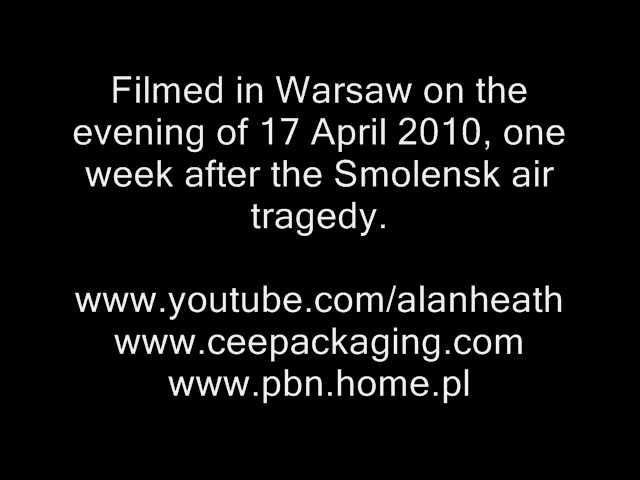 Filmed in Warsaw on the
evening of 17 April 2010, one
week after the Smolensk air
tragedy.
www.youtube.com/alanheath
www.ceepackaging.com
www.pbn.home.pl